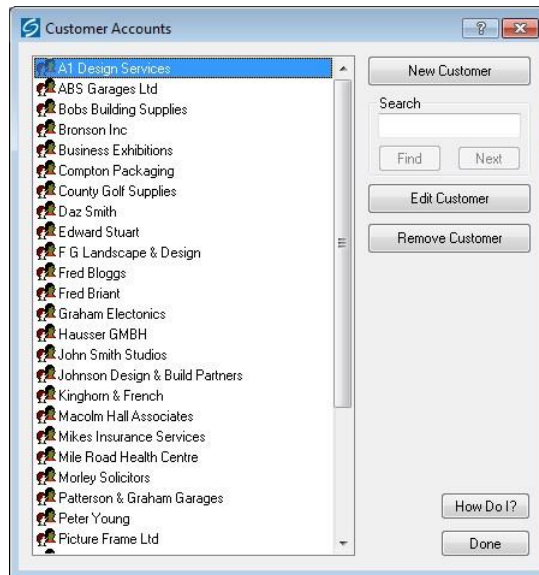 Customer Accounts
A1 Design Services
ABS Garages Ltd
Bobs Building Supplies
Bronson Inc
Business Exhibitions
Compton Packaging
County Golf Supplies
Daz Smith
Edward Stuart
F G Landscape & Design
Fred Bloggs
Fred Briant
Graham Electonics
Hausser GMBH
John Smith Studios
Johnson Design & Build Partners
Kinghorn & French
Macolm Hall Associates
Mikes Insurance Services
Mile Road Health Centre
Morley Solicitors
Patterson & Graham Garages
Peter Young
Picture Frame Ltd
New Customer
Search
Find Next
Edit Customer
Remove Customer
How Do I?
Done